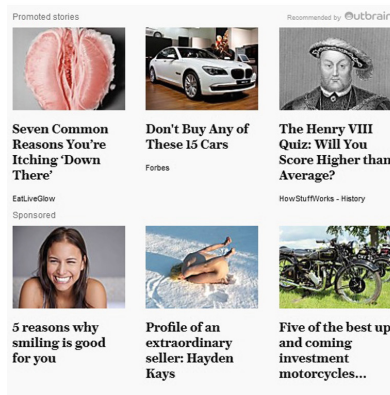 Promoted stories
Recommended by Outbrain
Seven Common
Reasons You're
Itching 'Down
There'
EatLiveGlow
Don't Buy Any of
These 15 Cars
Forbes
The Henry VIII
Quiz: Will You
Score Higher than
Average?
HowStuffWorks - History
Sponsored
5 reasons why
smiling is good
for you
Profile of an
extraordinary
seller: Hayden
Kays
Five of the best up
and coming
investment
motorcycles...